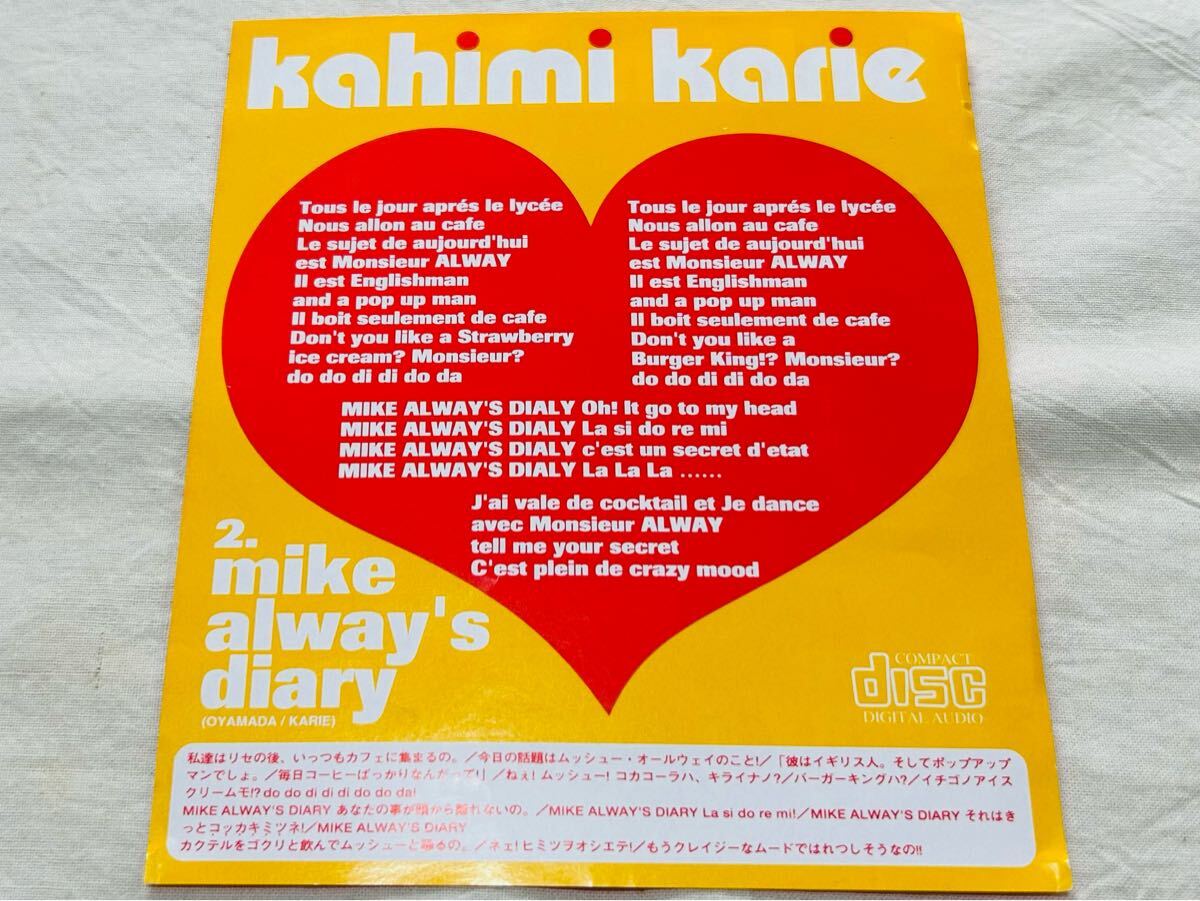 kahimi karie
Tous le jour aprés le lycée
Nous allon au cafe
Le sujet de aujourd'hui
est Monsieur ALWAY
Il est Englishman
and a pop up man
Il boit seulement de cafe
Don't you like a Strawberry
ice cream? Monsieur?
do do di di do da
Tous le jour aprés le lycée
Nous allon au cafe
Le sujet de aujourd'hui
est Monsieur ALWAY
Il est Englishman
and a pop up man
Il boit seulement de cafe
Don't you like a
Burger King!? Monsieur?
do do di di do da
MIKE ALWAY'S DIALY Oh! It go to my head
MIKE ALWAY'S DIALY La si do re mi
MIKE ALWAY'S DIALY c'est un secret d'etat
MIKE ALWAY'S DIALY La La La ......
J'ai vale de cocktail et Je dance
avec Monsieur ALWAY
tell me your secret
C'est plein de crazy mood
2.
mike
alway's
diary
(OYAMADA / KARIE)
COMPACT
disc
DIGITAL AUDIO
私達はリセの後、いっつもカフェに集まるの。／今日の話題はムッシュー・オールウェイのこと!／「彼はイギリス人。そしてポップアップ
マンでしょ。／毎日コーヒーばっかりなんだって!」／ねぇ! ムッシュー! コカコーラハ、キライナノ?／バーガーキングハ?／イチゴノアイス
クリームモ!? do do di di di do do da!
MIKE ALWAY'S DIARY あなたの事が頭から離れないの。／MIKE ALWAY'S DIARY La si do re mi!／MIKE ALWAY'S DIARY それはき
っとコッカキミツネ!／MIKE ALWAY'S DIARY
カクテルをゴクリと飲んでムッシューと踊るの。／ネェ! ヒミツヲオシエテ!／もうクレイジーなムードではれつしそうなの!!